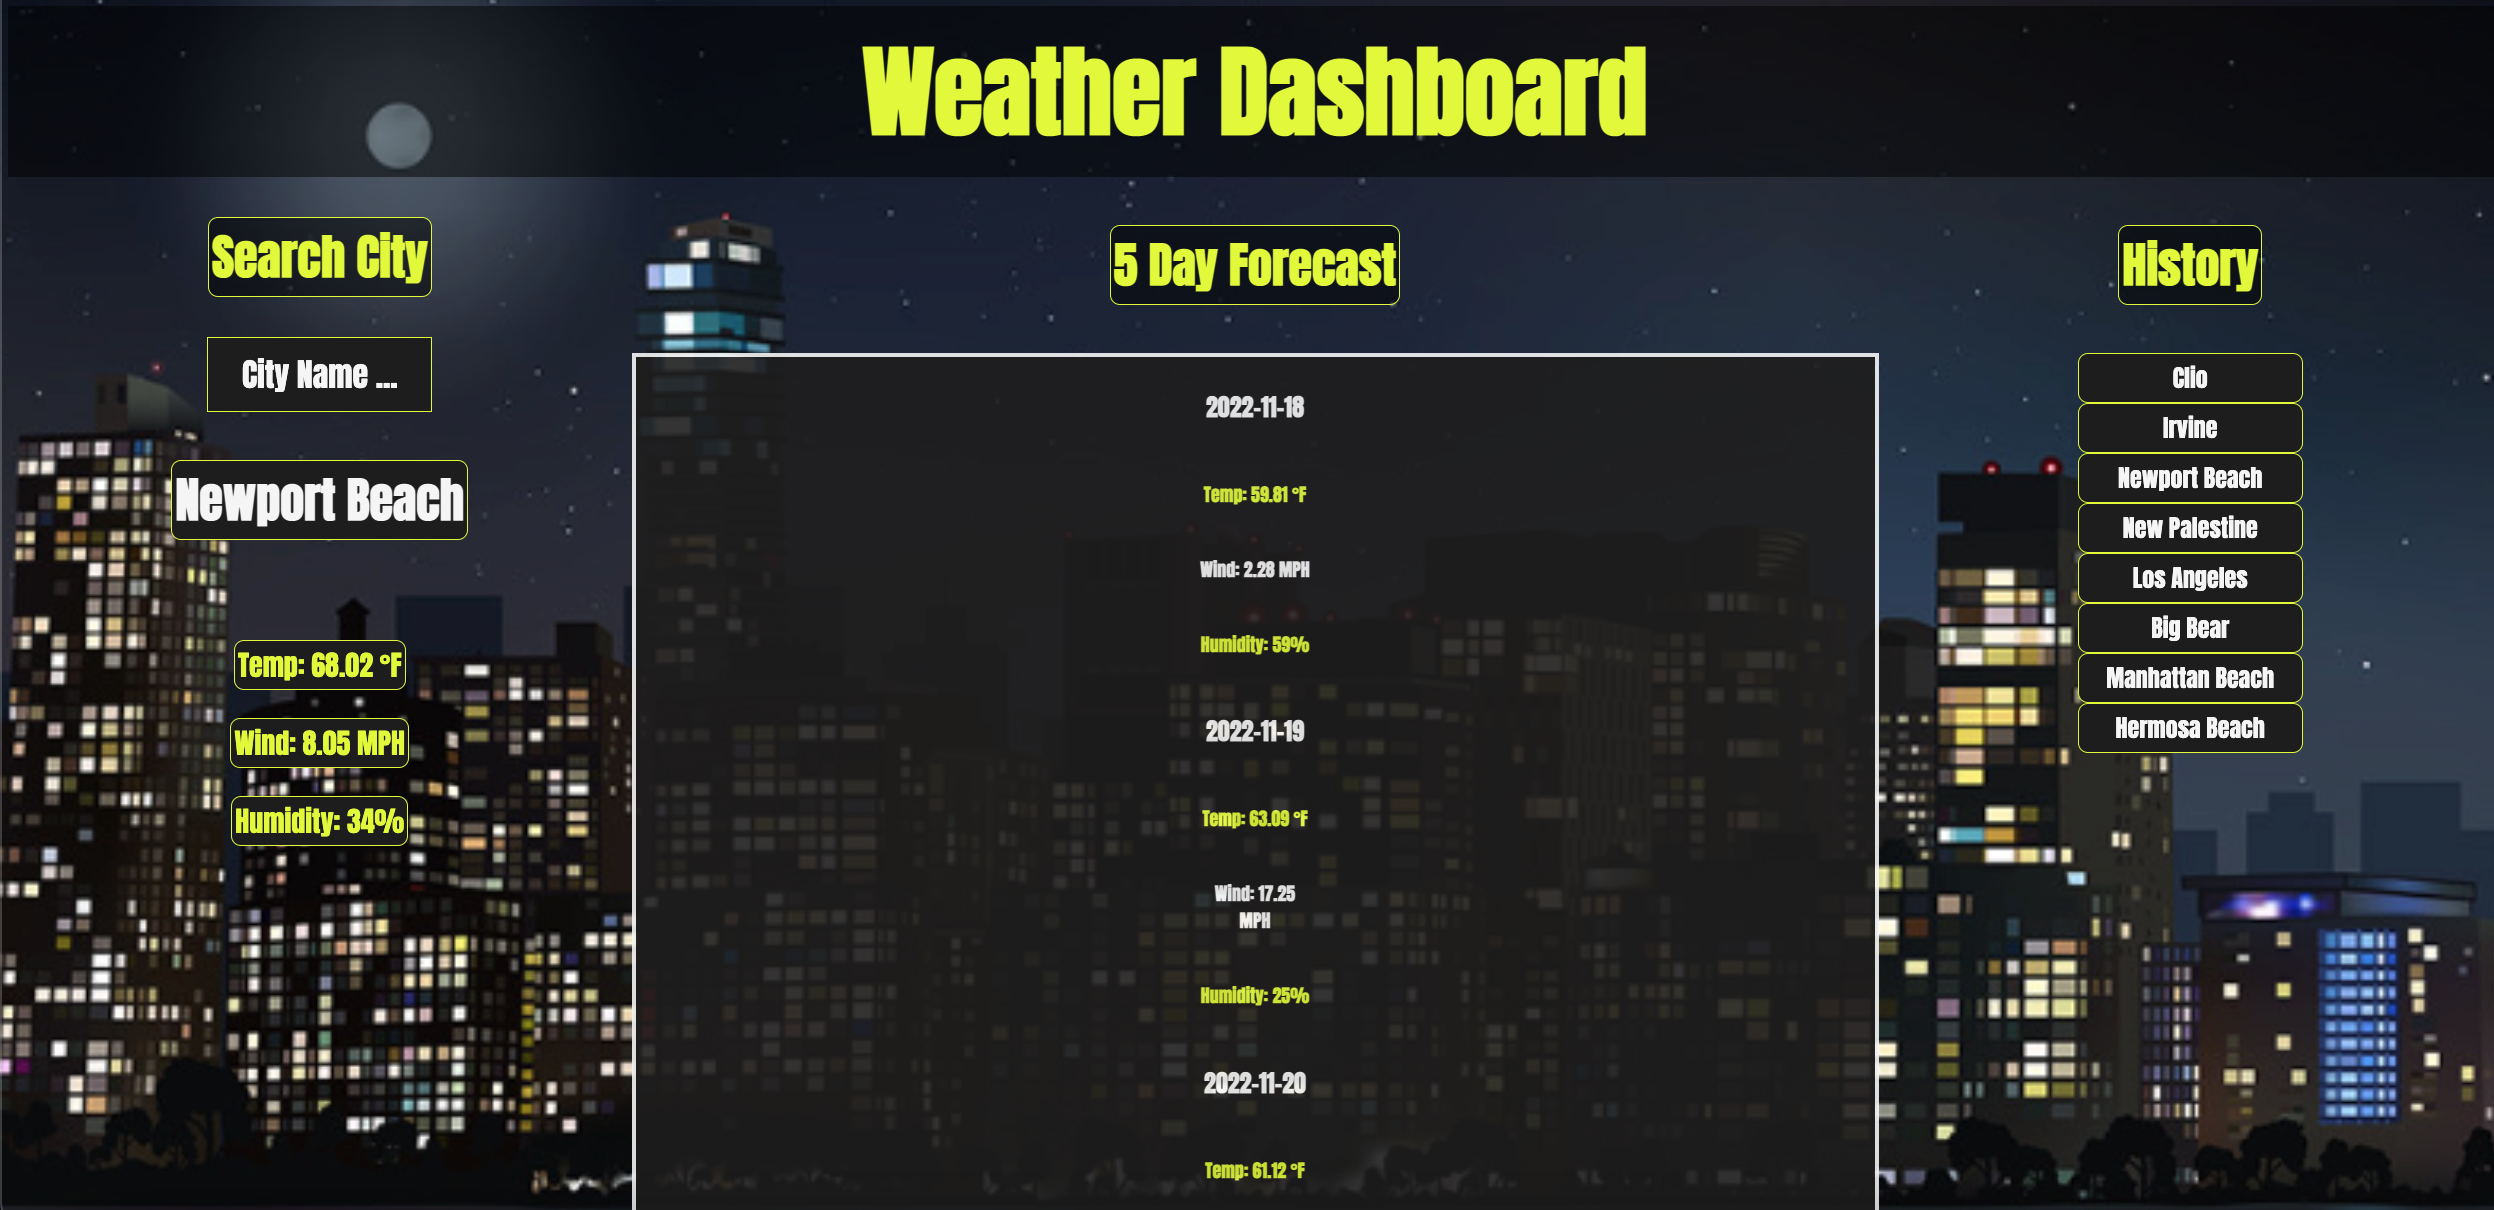 Weather Dashboard
Search City
City Name ...
Newport Beach
Temp: 68.02 °F
Wind: 8.05 MPH
Humidity: 34%
5 Day Forecast
2022-11-18
Temp: 59.81 °F
Wind: 2.28 MPH
Humidity: 59%
2022-11-19
Temp: 63.09 °F
Wind: 17.25
MPH
Humidity: 25%
2022-11-20
Temp: 61.12 °F
History
Clio
Irvine
Newport Beach
New Palestine
Los Angeles
Big Bear
Manhattan Beach
Hermosa Beach